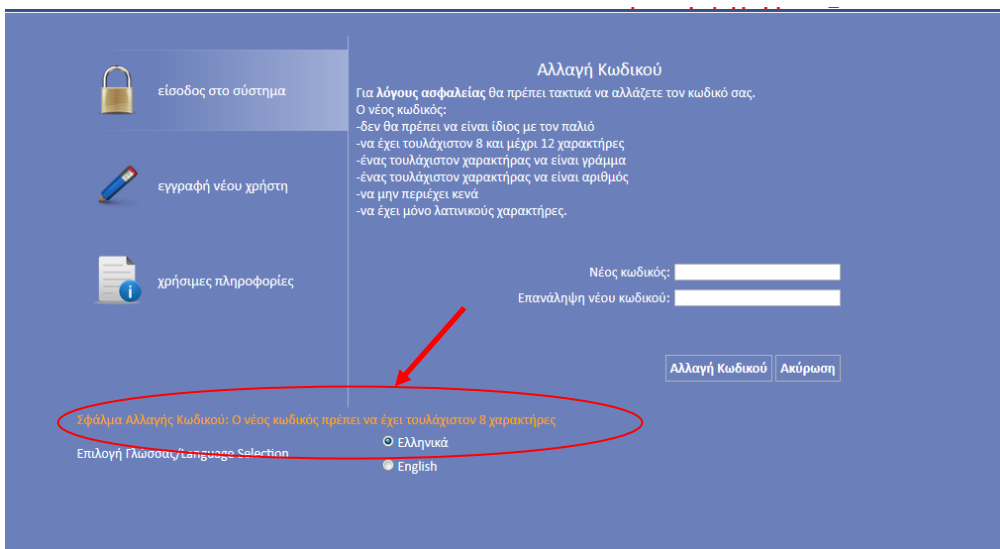 είσοδος στο σύστημα
εγγραφή νέου χρήστη
χρήσιμες πληροφορίες
Αλλαγή Κωδικού
Για λόγους ασφαλείας θα πρέπει τακτικά να αλλάζετε τον κωδικό σας.
Ο νέος κωδικός:
-δεν θα πρέπει να είναι ίδιος με τον παλιό
-να έχει τουλάχιστον 8 και μέχρι 12 χαρακτήρες
-ένας τουλάχιστον χαρακτήρας να είναι γράμμα
-ένας τουλάχιστον χαρακτήρας να είναι αριθμός
-να μην περιέχει κενά
-να έχει μόνο λατινικούς χαρακτήρες.
Νέος κωδικός:
Επανάληψη νέου κωδικού:
Αλλαγή Κωδικού Ακύρωση
Σφάλμα Αλλαγής Κωδικού: Ο νέος κωδικός πρέπει να έχει τουλάχιστον 8 χαρακτήρες
Επιλογή Γλώσσας/Language Selection
Ελληνικά
English